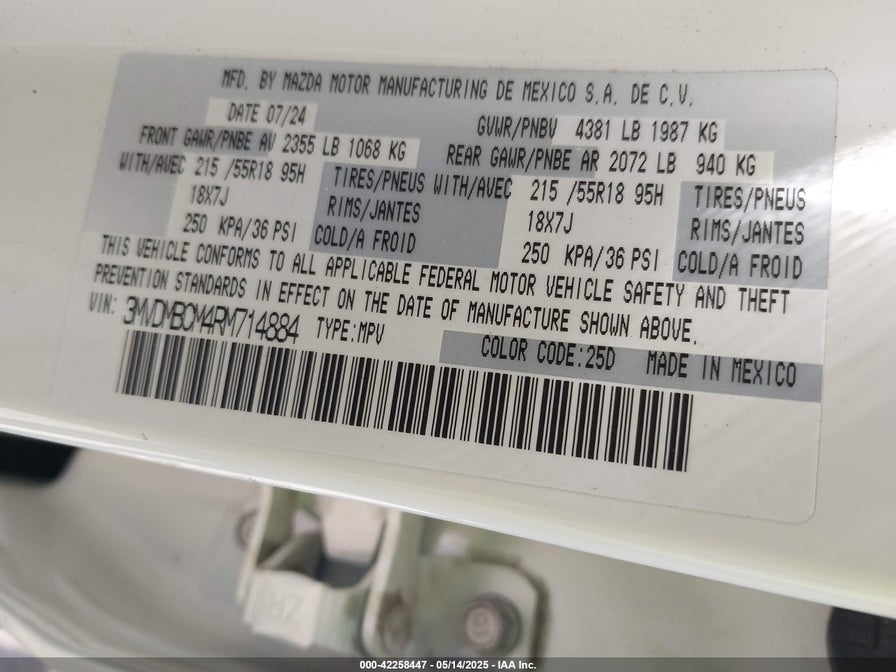 MFD. BY MAZDA MOTOR MANUFACTURING DE MEXICO S.A. DE C.V.
DATE 07/24 GVWR/PNBV 4381 LB 1987 KG
FRONT GAWR/PNBE AV 2355 LB 1068 KG REAR GAWR/PNBE AR 2072 LB 940 KG
WITH/AVEC 215 /55R18 95H TIRES/PNEUS WITH/AVEC 215 /55R18 95H TIRES/PNEUS
18X7J RIMS/JANTES 18X7J RIMS/JANTES
250 KPA/36 PSI COLD/A FROID 250 KPA/36 PSI COLD/A FROID
THIS VEHICLE CONFORMS TO ALL APPLICABLE FEDERAL MOTOR VEHICLE SAFETY AND THEFT
PREVENTION STANDARDS IN EFFECT ON THE DATE OF MANUFACTURE SHOWN ABOVE.
VIN: 3MVDMBCM4RM714884 TYPE:MPV
COLOR CODE:25D MADE IN MEXICO
000-42258447 - 05/14/2025 - IAA Inc.